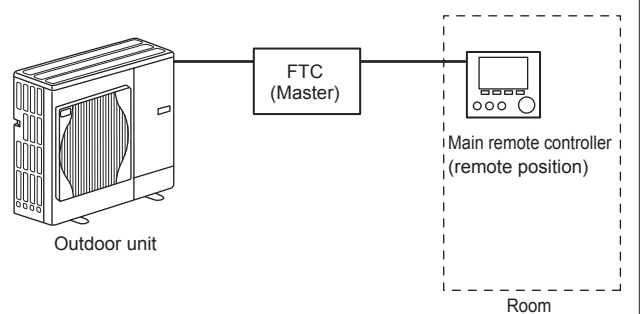 FTC
(Master)
Main remote controller
(remote position)
Outdoor unit
Room